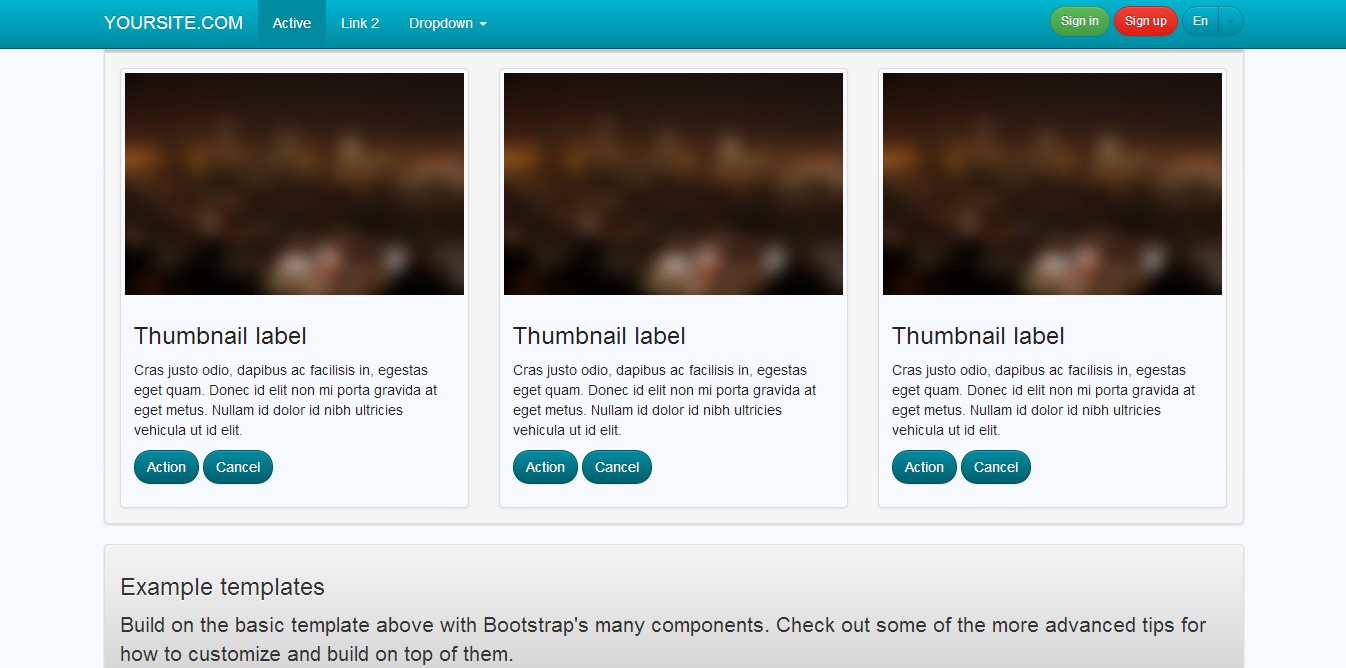 YOURSITE.COM Active Link 2 Dropdown Sign in Sign up En
Thumbnail label
Cras justo odio, dapibus ac facilisis in, egestas
eget quam. Donec id elit non mi porta gravida at
eget metus. Nullam id dolor id nibh ultricies
vehicula ut id elit.
Action Cancel
Thumbnail label
Cras justo odio, dapibus ac facilisis in, egestas
eget quam. Donec id elit non mi porta gravida at
eget metus. Nullam id dolor id nibh ultricies
vehicula ut id elit.
Action Cancel
Thumbnail label
Cras justo odio, dapibus ac facilisis in, egestas
eget quam. Donec id elit non mi porta gravida at
eget metus. Nullam id dolor id nibh ultricies
vehicula ut id elit.
Action Cancel
Example templates
Build on the basic template above with Bootstrap's many components. Check out some of the more advanced tips for
how to customize and build on top of them.